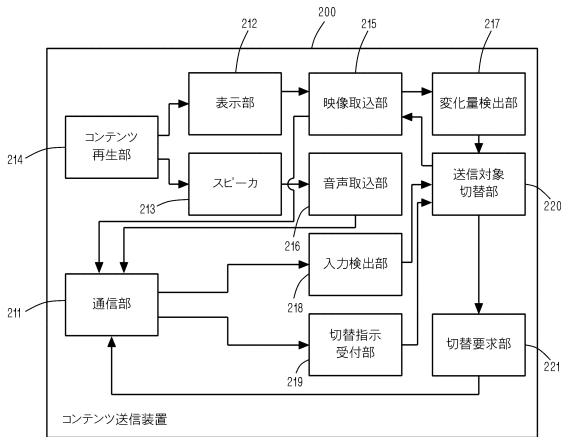 200
212
215
217
表示部
映像取込部
変化量検出部
コンテンツ
再生部
214
スピーカ
213
音声取込部
216
送信対象
切替部
220
通信部
211
入力検出部
218
切替指示
受付部
219
切替要求部
221
コンテンツ送信装置